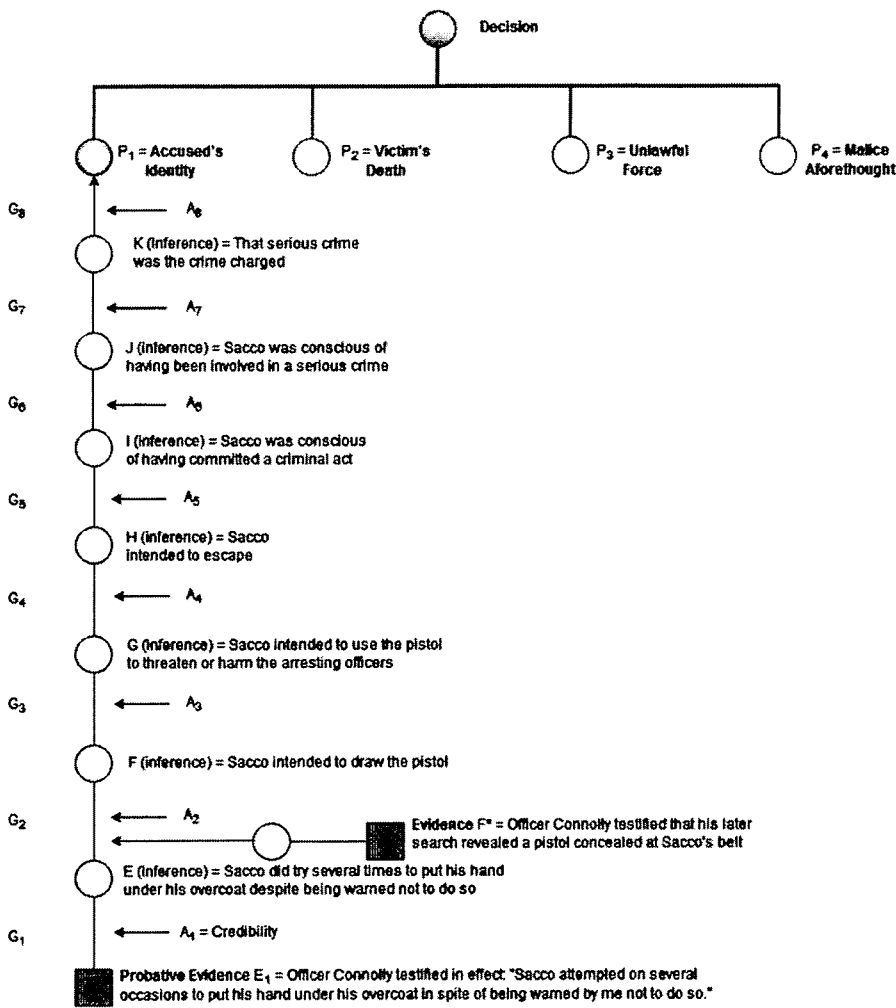 Decision
P₁ = Accused's
Identity
P₂ = Victim's
Death
P₃ = Unlawful
Force
P₄ = Malice
Aforethought
G₈
A₈
K (Inference) = That serious crime
was the crime charged
G₇
A₇
J (Inference) = Sacco was conscious of
having been involved in a serious crime
G₆
A₆
I (Inference) = Sacco was conscious
of having committed a criminal act
G₅
A₅
H (Inference) = Sacco
intended to escape
G₄
A₄
G (Inference) = Sacco intended to use the pistol
to threaten or harm the arresting officers
G₃
A₃
F (inference) = Sacco intended to draw the pistol
G₂
A₂
Evidence F* = Officer Connolly testified that his later
search revealed a pistol concealed at Sacco's belt
E (Inference) = Sacco did try several times to put his hand
under his overcoat despite being warned not to do so
G₁
A₁ = Credibility
Probative Evidence E₁ = Officer Connolly testified in effect: "Sacco attempted on several
occasions to put his hand under his overcoat in spite of being warned by me not to do so."